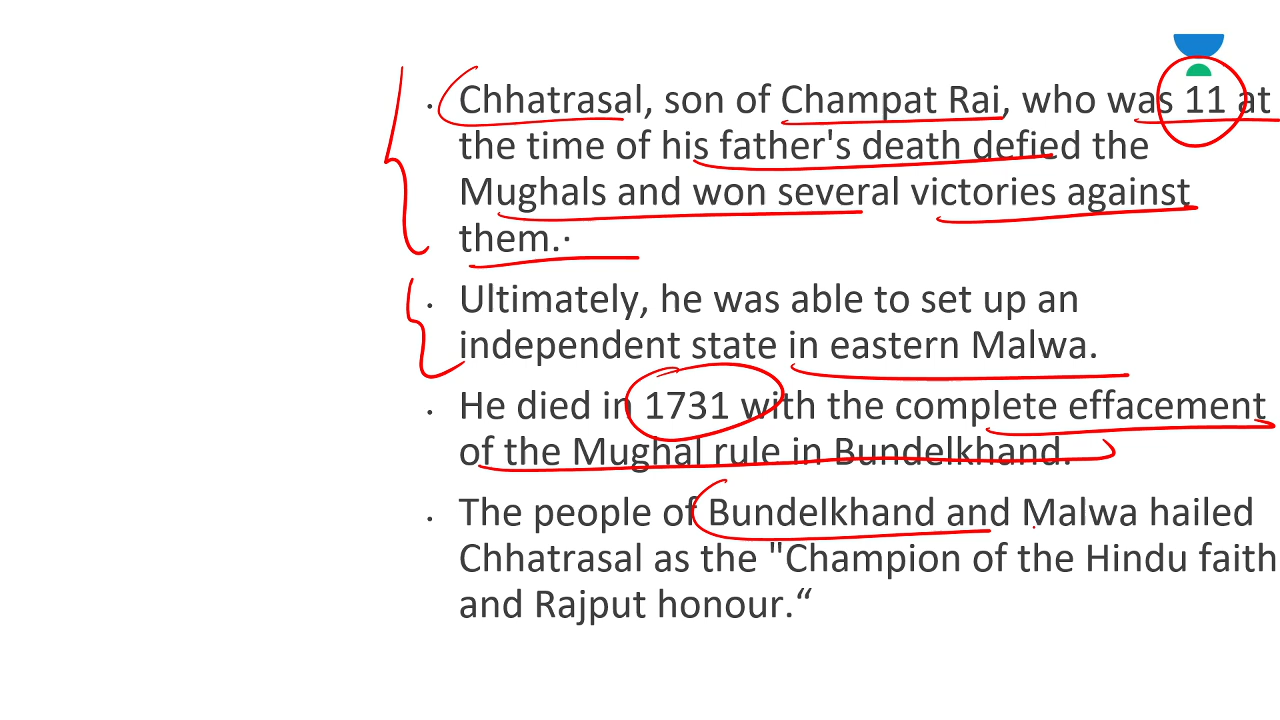 · Chhatrasal, son of Champat Rai, who was 11 at
the time of his father's death defied the
Mughals and won several victories against
them.·
· Ultimately, he was able to set up an
independent state in eastern Malwa.
· He died in 1731 with the complete effacement
of the Mughal rule in Bundelkhand.
· The people of Bundelkhand and Malwa hailed
Chhatrasal as the "Champion of the Hindu faith
and Rajput honour.“